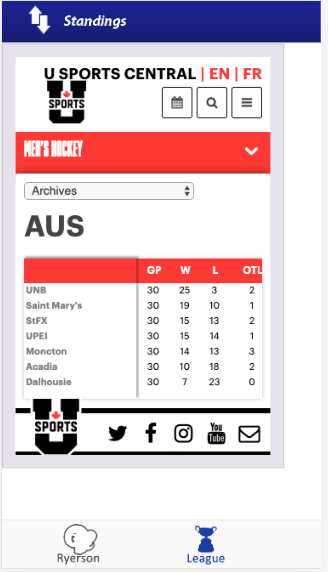 Standings
U SPORTS CENTRAL | EN | FR
U SPORTS
MEN'S HOCKEY
Archives
AUS
GP W L OTL
UNB 30 25 3 2
Saint Mary's 30 19 10 1
StFX 30 15 13 2
UPEI 30 15 14 1
Moncton 30 14 13 3
Acadia 30 10 18 2
Dalhousie 30 7 23 0
U SPORTS
You Tube
Ryerson League